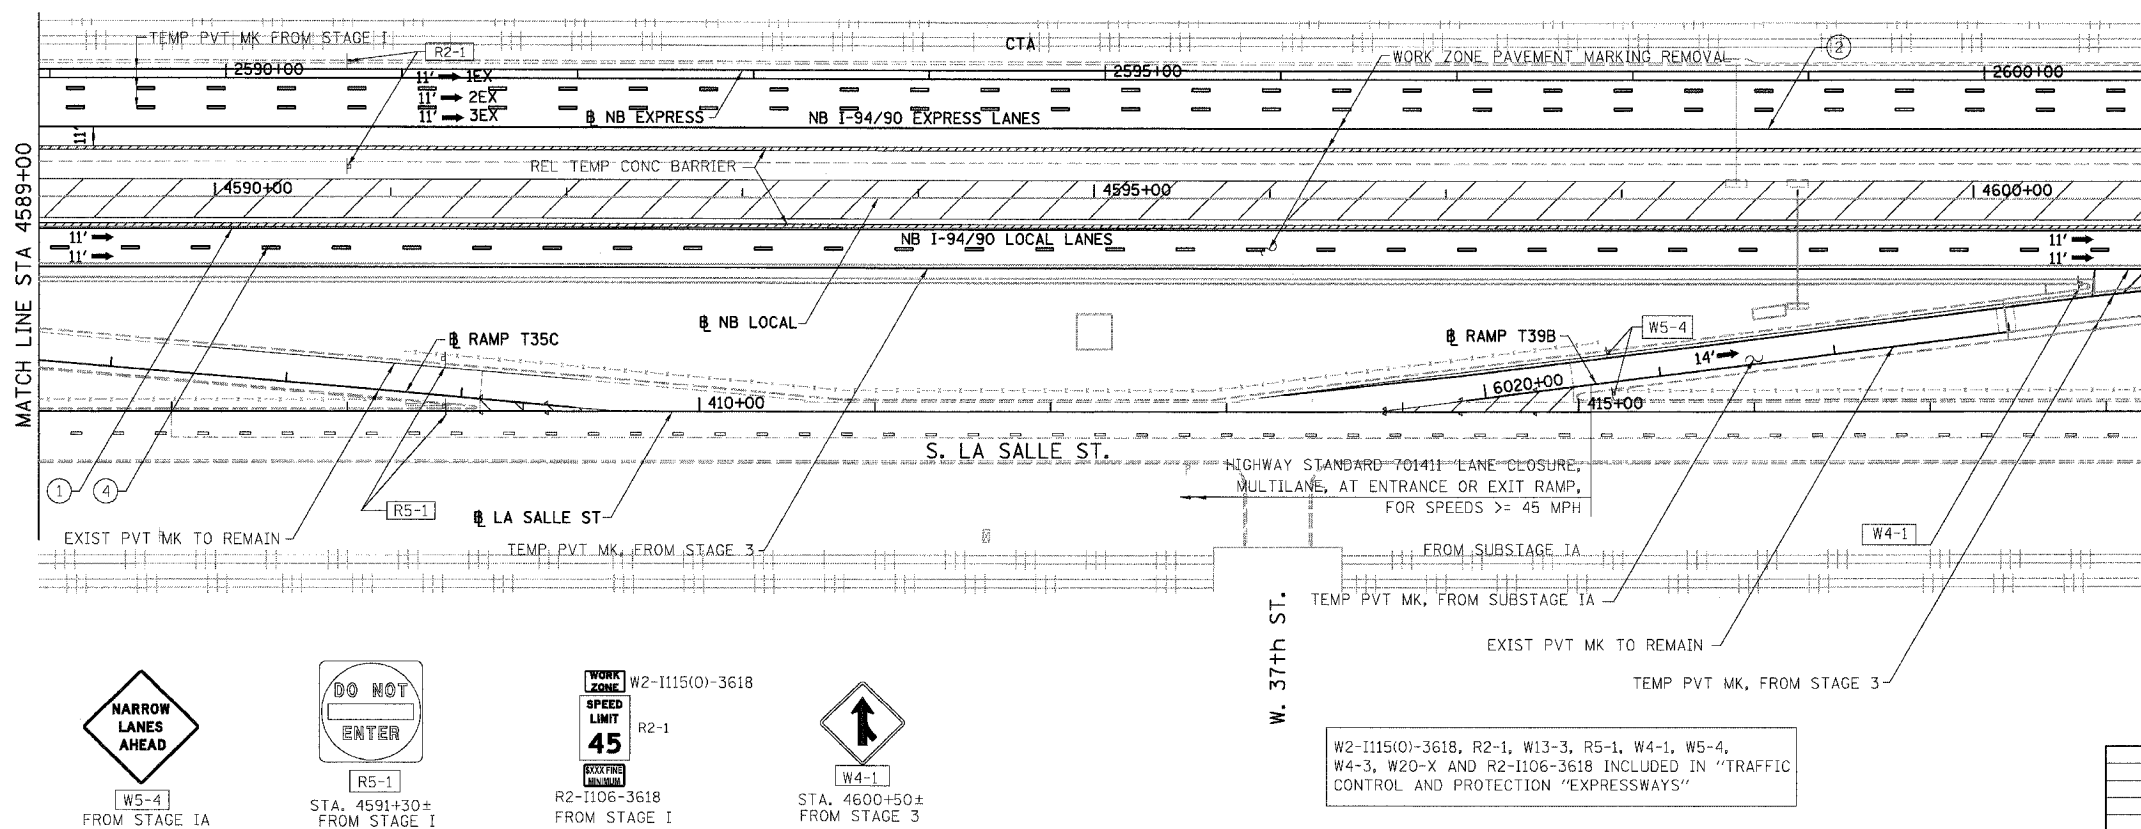 TEMP PVT MK FROM STAGE I
R2-1
CTA
WORK ZONE PAVEMENT MARKING REMOVAL
2
2590+00
2595+00
2600+00
11' 1EX
11' 2EX
11' 3EX
℄ NB EXPRESS
NB I-94/90 EXPRESS LANES
11'
MATCH LINE STA 4589+00
REL TEMP CONC BARRIER
4590+00
4595+00
4600+00
11'
11'
NB I-94/90 LOCAL LANES
11'
11'
℄ NB LOCAL
℄ RAMP T35C
℄ RAMP T39B
W5-4
14'
6020+00
410+00
415+00
S. LA SALLE ST.
1
4
R5-1
℄ LA SALLE ST
HIGHWAY STANDARD 701411 LANE CLOSURE,
MULTILANE, AT ENTRANCE OR EXIT RAMP,
FOR SPEEDS >= 45 MPH
EXIST PVT MK TO REMAIN
TEMP PVT MK, FROM STAGE 3
FROM SUBSTAGE IA
W4-1
TEMP PVT MK, FROM SUBSTAGE IA
EXIST PVT MK TO REMAIN
TEMP PVT MK, FROM STAGE 3
W. 37th ST.
NARROW
LANES
AHEAD
W5-4
FROM STAGE IA
DO NOT
ENTER
R5-1
STA. 4591+30±
FROM STAGE I
WORK
ZONE
W2-I115(O)-3618
SPEED
LIMIT
45
R2-1
$XXX FINE
MINIMUM
R2-I106-3618
FROM STAGE I
W4-1
STA. 4600+50±
FROM STAGE 3
W2-I115(O)-3618, R2-1, W13-3, R5-1, W4-1, W5-4,
W4-3, W20-X AND R2-I106-3618 INCLUDED IN "TRAFFIC
CONTROL AND PROTECTION "EXPRESSWAYS"